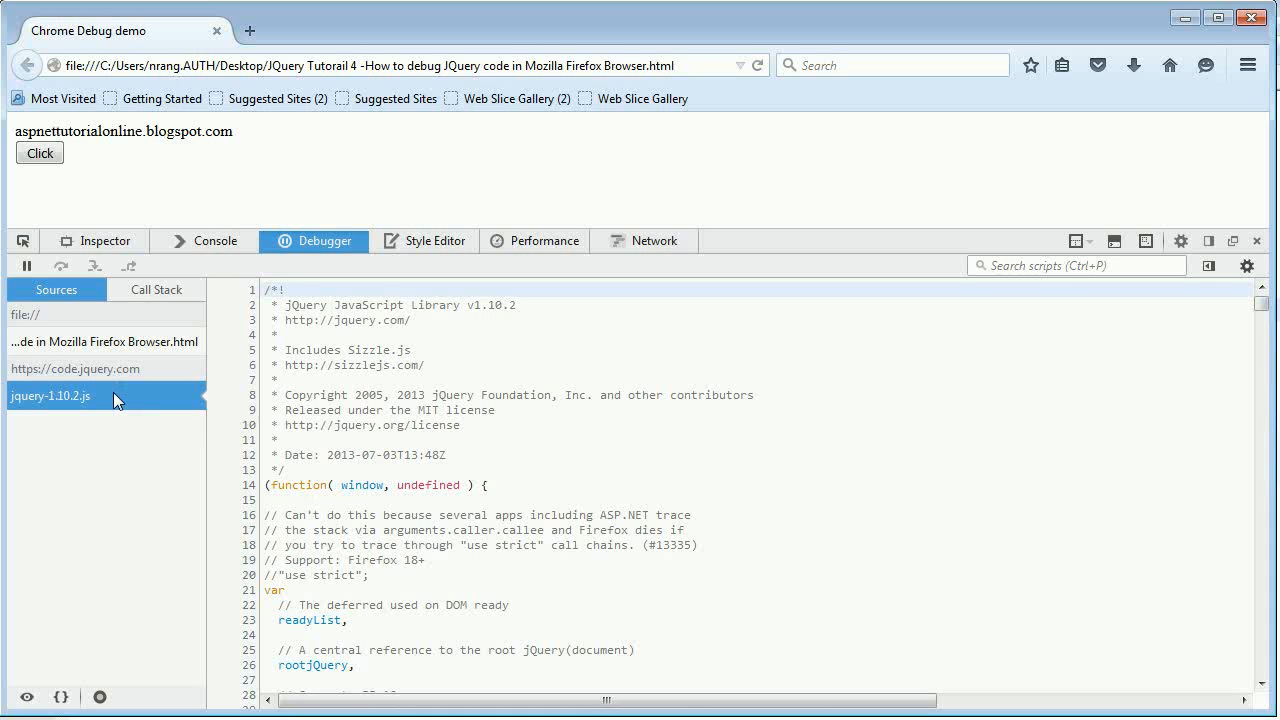 Chrome Debug demo
file:///C:/Users/nrang.AUTH/Desktop/JQuery Tutorail 4 -How to debug JQuery code in Mozilla Firefox Browser.html
Search
Most Visited Getting Started Suggested Sites (2) Suggested Sites Web Slice Gallery (2) Web Slice Gallery
aspnettutorialonline.blogspot.com
Click
Inspector Console Debugger Style Editor Performance Network
Search scripts (Ctrl+P)
Sources Call Stack
file://
...de in Mozilla Firefox Browser.html
https://code.jquery.com
jquery-1.10.2.js
1 /*!
2 * jQuery JavaScript Library v1.10.2
3 * http://jquery.com/
4 *
5 * Includes Sizzle.js
6 * http://sizzlejs.com/
7 *
8 * Copyright 2005, 2013 jQuery Foundation, Inc. and other contributors
9 * Released under the MIT license
10 * http://jquery.org/license
11 *
12 * Date: 2013-07-03T13:48Z
13 */
14 (function( window, undefined ) {
15
16 // Can't do this because several apps including ASP.NET trace
17 // the stack via arguments.caller.callee and Firefox dies if
18 // you try to trace through "use strict" call chains. (#13335)
19 // Support: Firefox 18+
20 //"use strict";
21 var
22 // The deferred used on DOM ready
23 readyList,
24
25 // A central reference to the root jQuery(document)
26 rootjQuery,
27
28